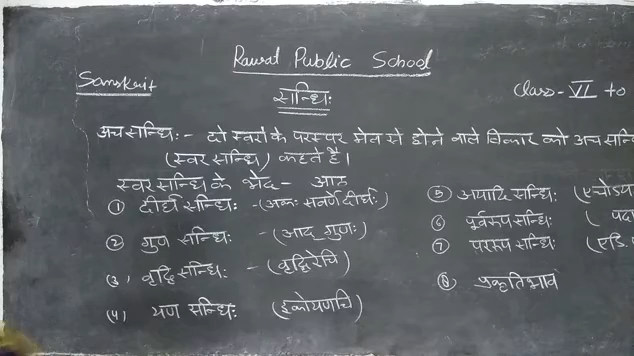 Rawat Public School
Sanskrit
Class - VI to
सन्धिः
अच सन्धिः - दो स्वरों के परस्पर मेल से होने वाले विकार को अच सन्धि
(स्वर सन्धि) कहते है।
स्वर सन्धि के भेद - आठ
① दीर्घ सन्धिः - (अकः सवर्णे दीर्घः)
② गुण सन्धिः - (आद् गुणः)
(3) वृद्धि सन्धिः - (वृद्धिरेचि)
(4) यण सन्धिः (इकोयणचि)
⑤ अयादि सन्धिः (एचोऽय
⑥ पूर्वरूप सन्धिः (
⑦ पररूप सन्धिः (एडि.
⑧ प्रकृतिभाव